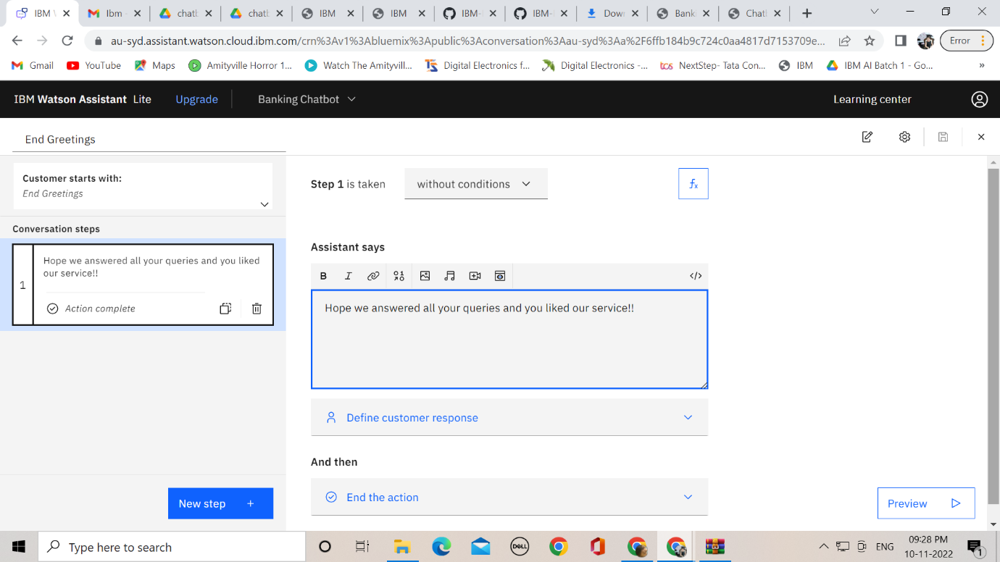 IBM W
Ibm
chatb
chatb
IBM
IBM
IBM-
IBM-
Dow
Bank
Chat
au-syd.assistant.watson.cloud.ibm.com/crn%3Av1%3Abluemix%3Apublic%3Aconversation%3Aau-syd%3Aa%2F6ffb184b9c724c0aa4817d7153709e...
Error
Gmail
YouTube
Maps
Amityville Horror 1...
Watch The Amityvill...
Digital Electronics f...
Digital Electronics -...
tcs
NextStep- Tata Con...
IBM
IBM AI Batch 1 - Go...
»
IBM Watson Assistant Lite
Upgrade
Banking Chatbot
Learning center
End Greetings
Customer starts with:
End Greetings
Conversation steps
1
Hope we answered all your queries and you liked
our service!!
Action complete
New step +
Step 1 is taken
without conditions
fx
Assistant says
B
I
</>
Hope we answered all your queries and you liked our service!!
Define customer response
And then
End the action
Preview
Type here to search
DELL
ENG
09:28 PM
10-11-2022
1